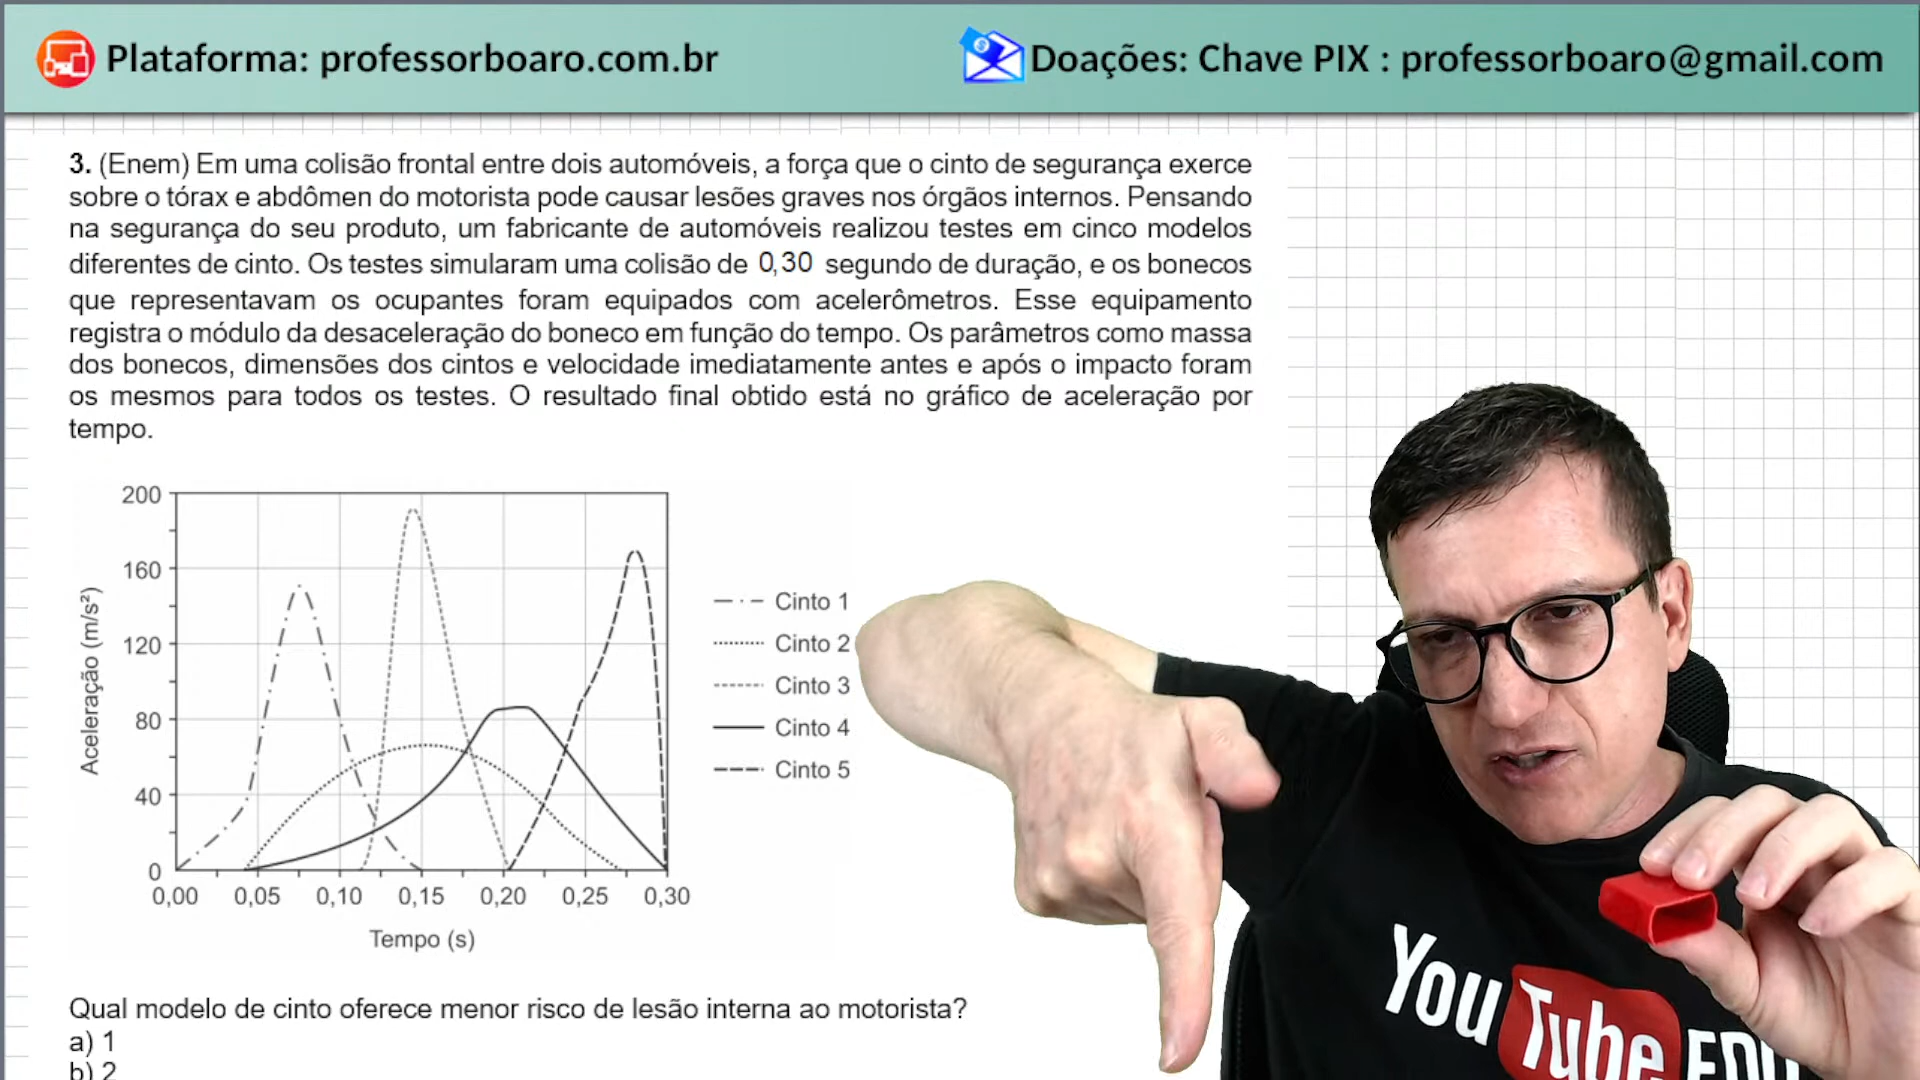 Plataforma: professorboaro.com.br
Doações: Chave PIX : professorboaro@gmail.com
3. (Enem) Em uma colisão frontal entre dois automóveis, a força que o cinto de segurança exerce
sobre o tórax e abdômen do motorista pode causar lesões graves nos órgãos internos. Pensando
na segurança do seu produto, um fabricante de automóveis realizou testes em cinco modelos
diferentes de cinto. Os testes simularam uma colisão de 0,30 segundo de duração, e os bonecos
que representavam os ocupantes foram equipados com acelerômetros. Esse equipamento
registra o módulo da desaceleração do boneco em função do tempo. Os parâmetros como massa
dos bonecos, dimensões dos cintos e velocidade imediatamente antes e após o impacto foram
os mesmos para todos os testes. O resultado final obtido está no gráfico de aceleração por
tempo.
200
160
120
80
40
0
Aceleração (m/s²)
0,00 0,05 0,10 0,15 0,20 0,25 0,30
Tempo (s)
Cinto 1
Cinto 2
Cinto 3
Cinto 4
Cinto 5
Qual modelo de cinto oferece menor risco de lesão interna ao motorista?
a) 1
b) 2
You
Tube
EDU